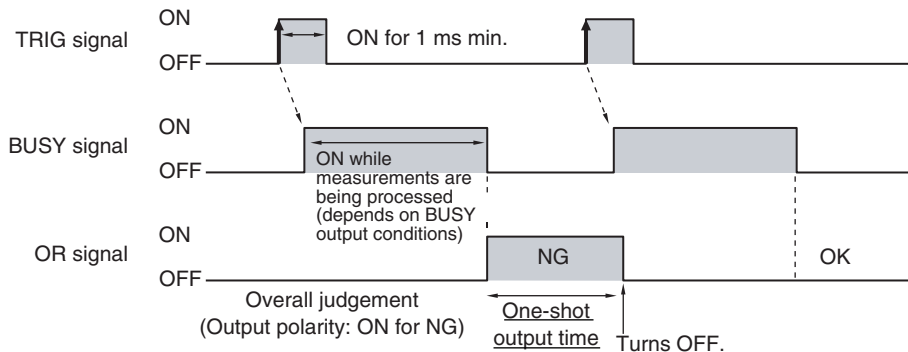 ON
TRIG signal
ON for 1 ms min.
OFF
ON
BUSY signal
ON while
measurements are
being processed
(depends on BUSY
output conditions)
OFF
ON
OR signal
NG
OK
OFF
Overall judgement
(Output polarity: ON for NG)
One-shot
output time
Turns OFF.